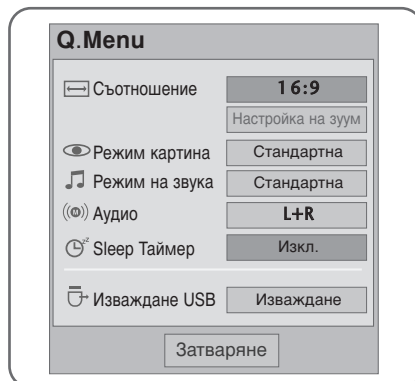 Q.Menu
Съотношение 16:9
Настройка на зуум
Режим картина Стандартна
Режим на звука Стандартна
Аудио L+R
Sleep Таймер Изкл.
Изваждане USB Изваждане
Затваряне